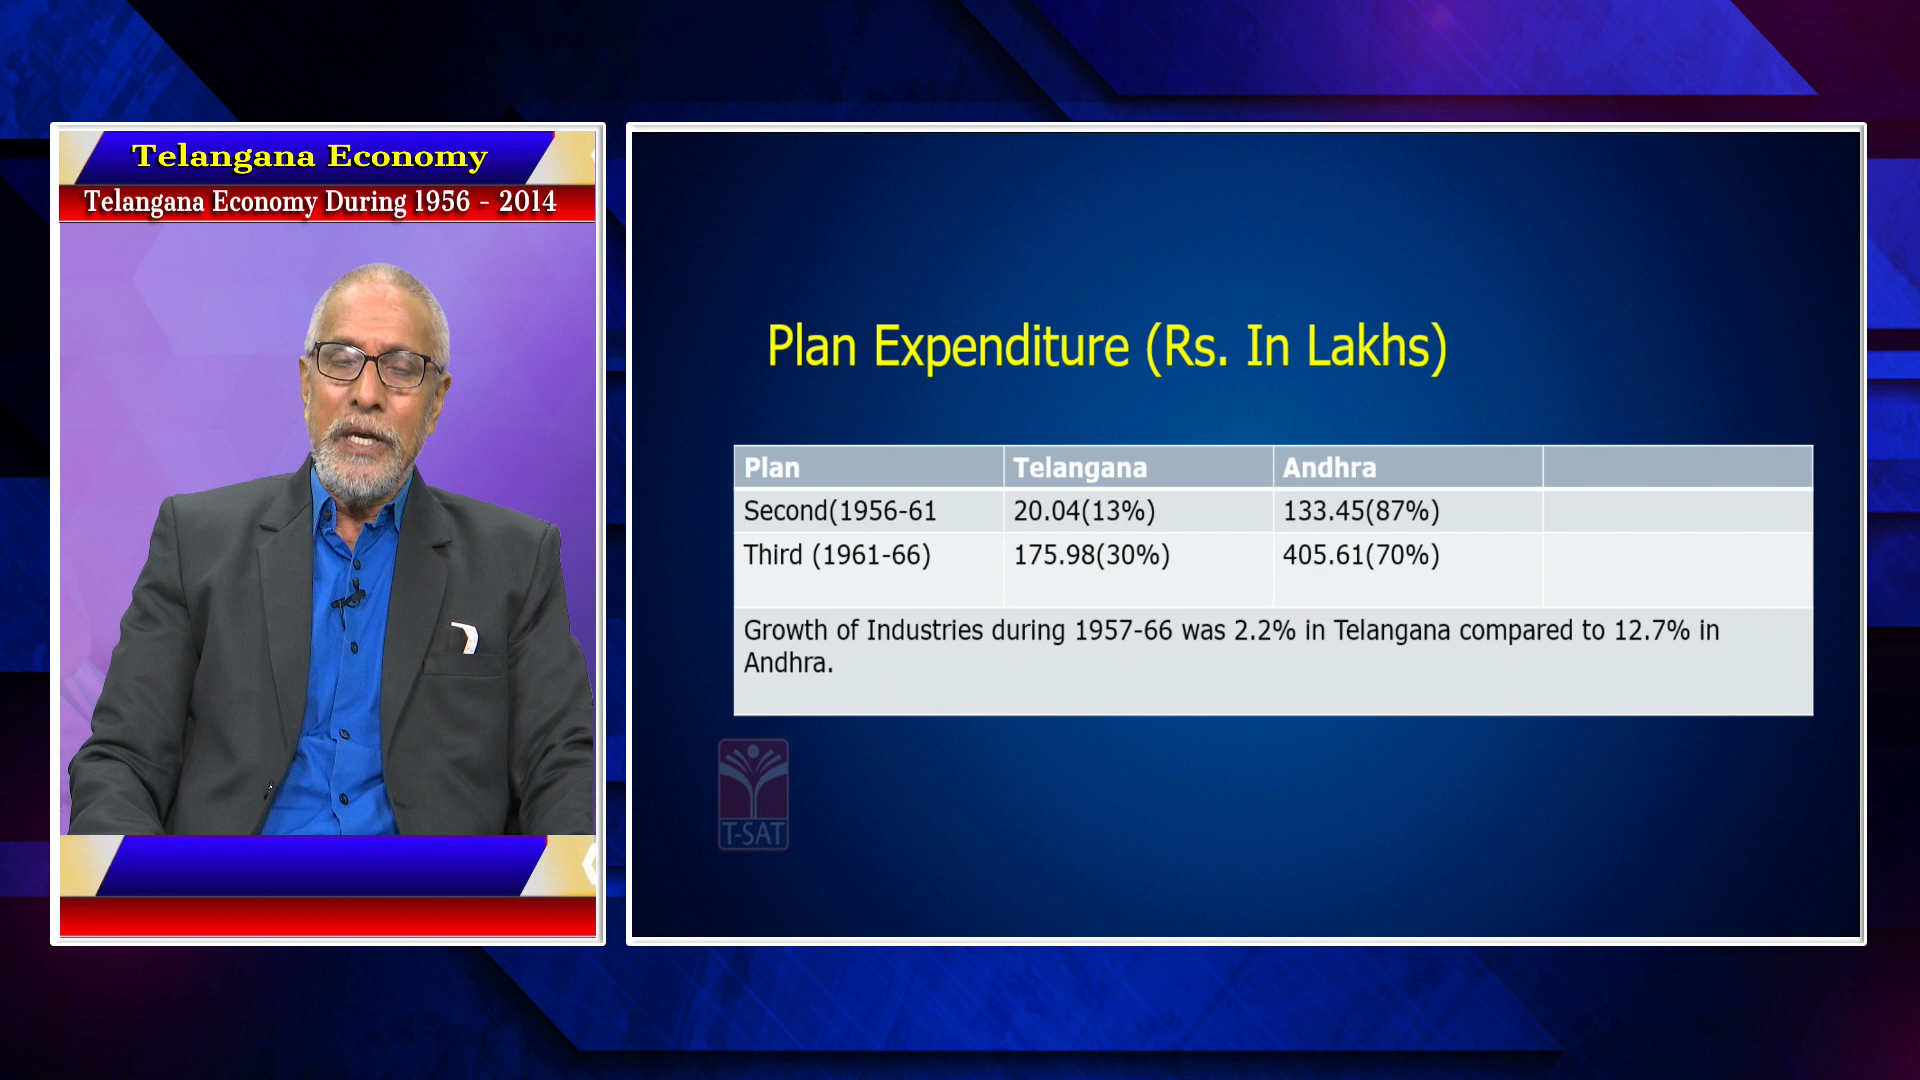 Telangana Economy
Telangana Economy During 1956 - 2014
Plan Expenditure (Rs. In Lakhs)
Plan Telangana Andhra
Second(1956-61 20.04(13%) 133.45(87%)
Third (1961-66) 175.98(30%) 405.61(70%)
Growth of Industries during 1957-66 was 2.2% in Telangana compared to 12.7% in
Andhra.
T-SAT